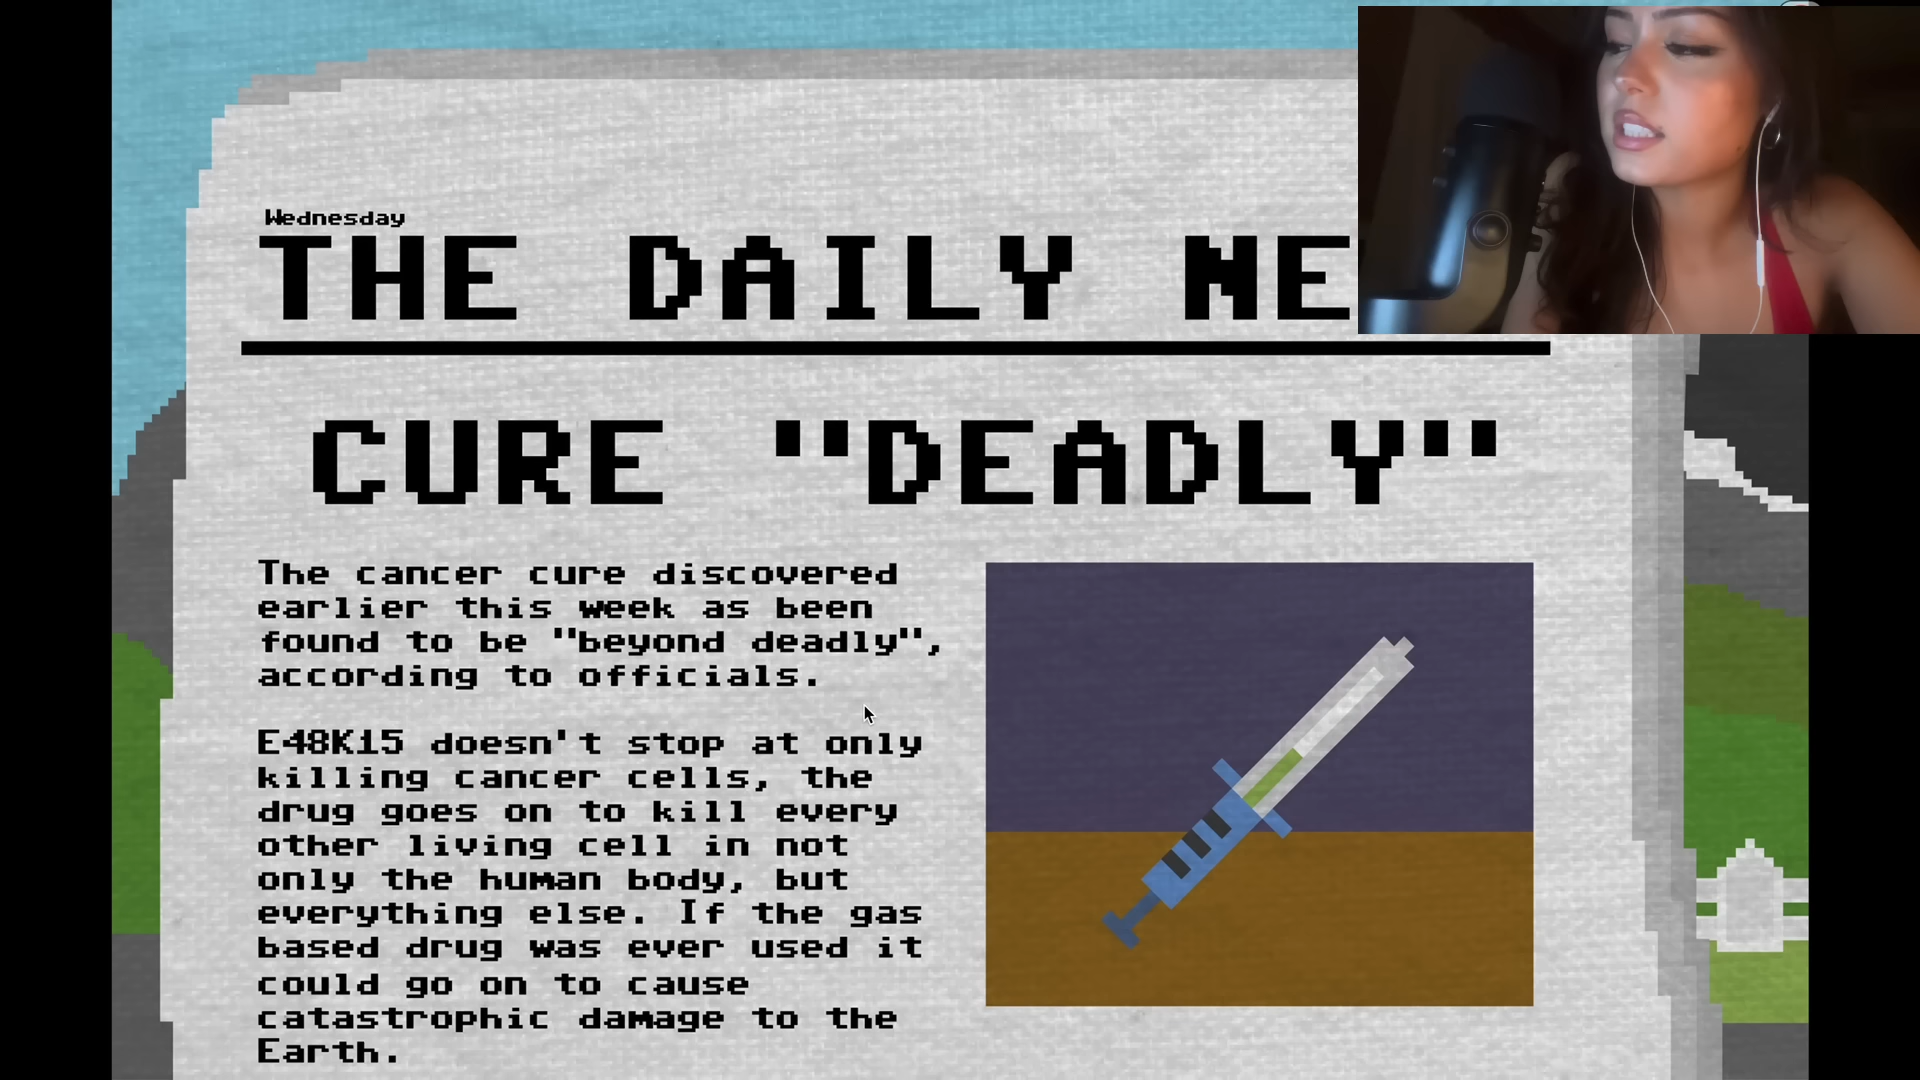 Wednesday
THE DAILY NE
CURE "DEADLY"
The cancer cure discovered
earlier this week as been
found to be "beyond deadly",
according to officials.
E48K15 doesn't stop at only
killing cancer cells, the
drug goes on to kill every
other living cell in not
only the human body, but
everything else. If the gas
based drug was ever used it
could go on to cause
catastrophic damage to the
Earth.